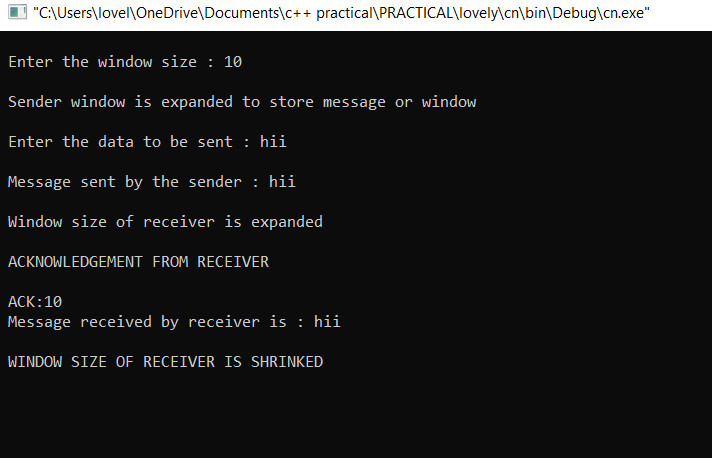 "C:\Users\lovel\OneDrive\Documents\c++ practical\PRACTICAL\lovely\cn\bin\Debug\cn.exe"
Enter the window size : 10
Sender window is expanded to store message or window
Enter the data to be sent : hii
Message sent by the sender : hii
Window size of receiver is expanded
ACKNOWLEDGEMENT FROM RECEIVER
ACK:10
Message received by receiver is : hii
WINDOW SIZE OF RECEIVER IS SHRINKED